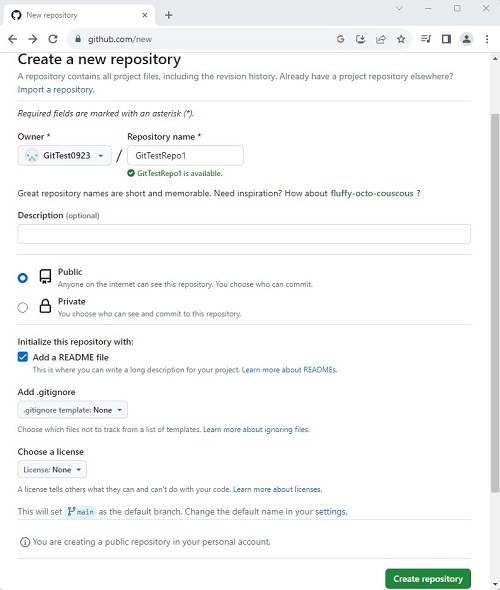 New repository
github.com/new
Create a new repository
A repository contains all project files, including the revision history. Already have a project repository elsewhere?
Import a repository.
Required fields are marked with an asterisk (*).
Owner * Repository name *
GitTest0923 / GitTestRepo1
GitTestRepo1 is available.
Great repository names are short and memorable. Need inspiration? How about fluffy-octo-couscous ?
Description (optional)
Public
Anyone on the internet can see this repository. You choose who can commit.
Private
You choose who can see and commit to this repository.
Initialize this repository with:
Add a README file
This is where you can write a long description for your project. Learn more about READMEs.
Add .gitignore
.gitignore template: None
Choose which files not to track from a list of templates. Learn more about ignoring files.
Choose a license
License: None
A license tells others what they can and can't do with your code. Learn more about licenses.
This will set main as the default branch. Change the default name in your settings.
You are creating a public repository in your personal account.
Create repository